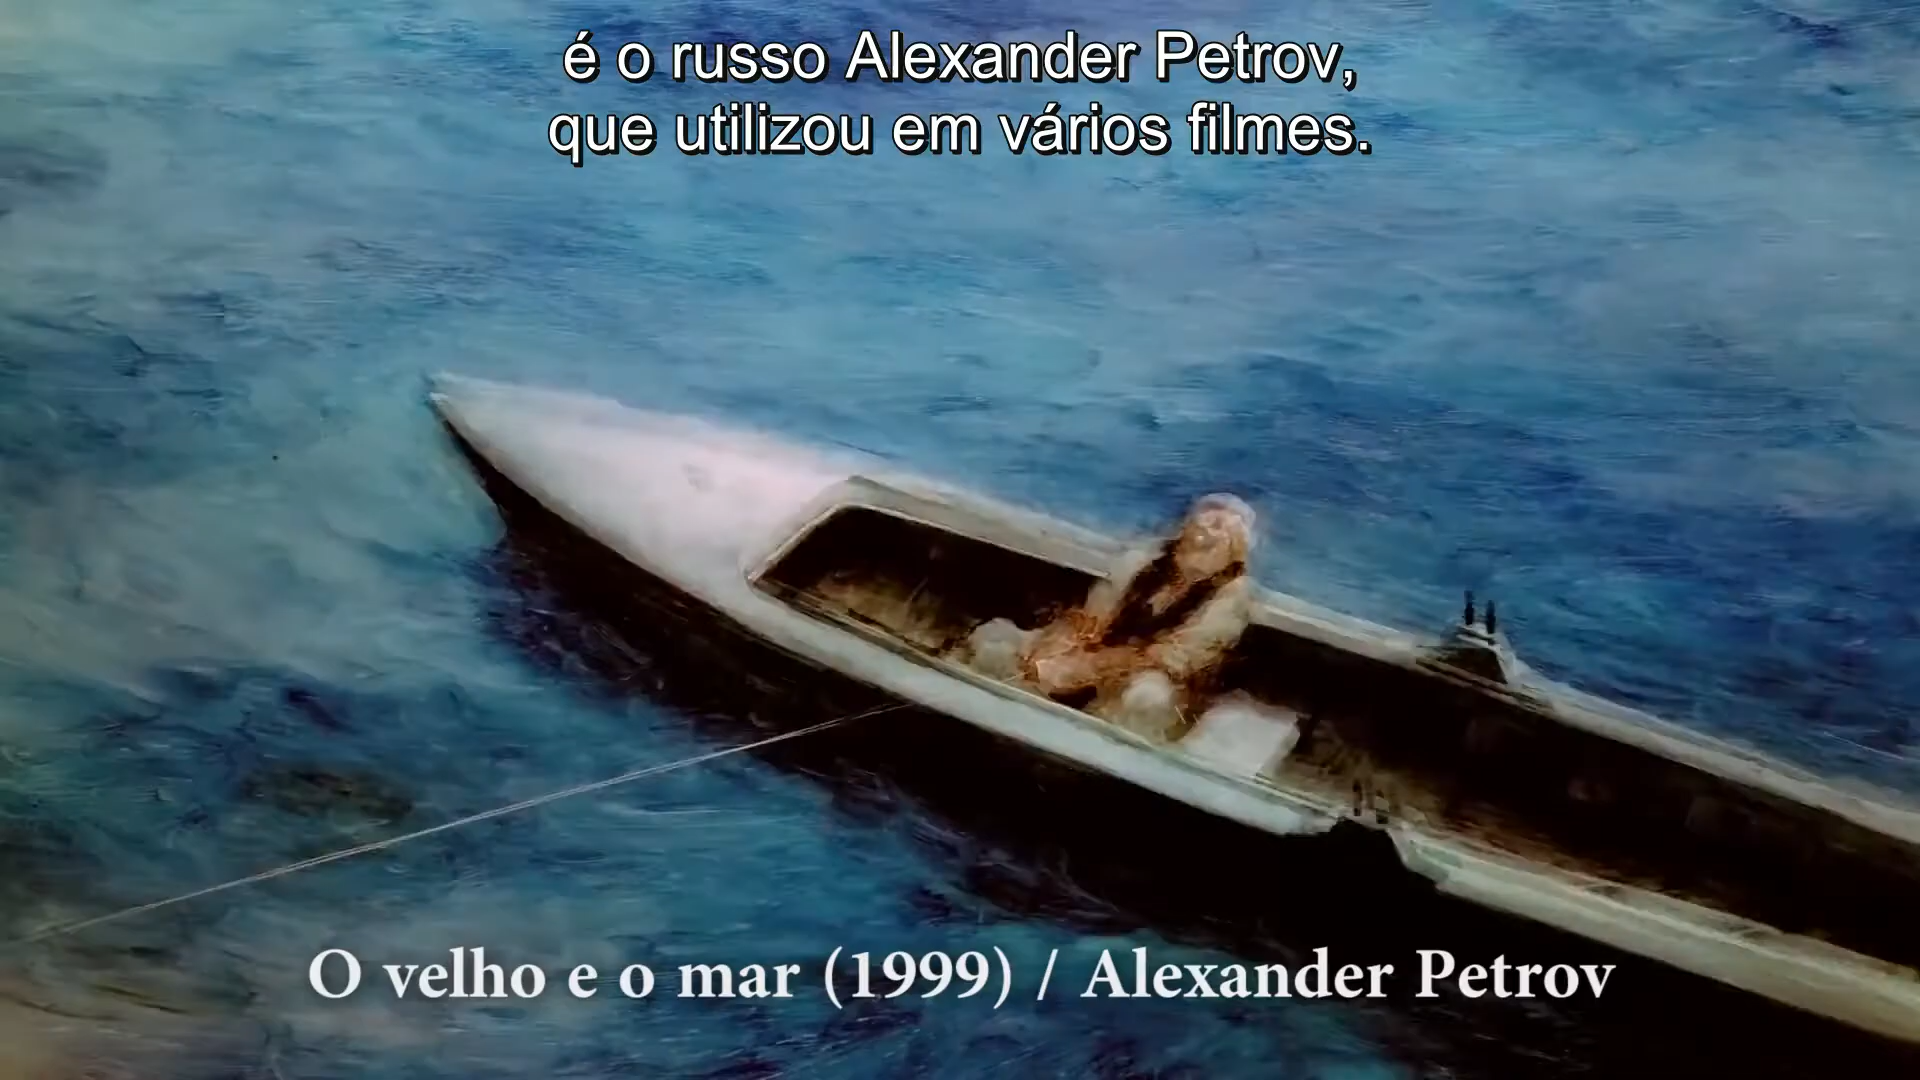 é o russo Alexander Petrov,
que utilizou em vários filmes.
O velho e o mar (1999) / Alexander Petrov